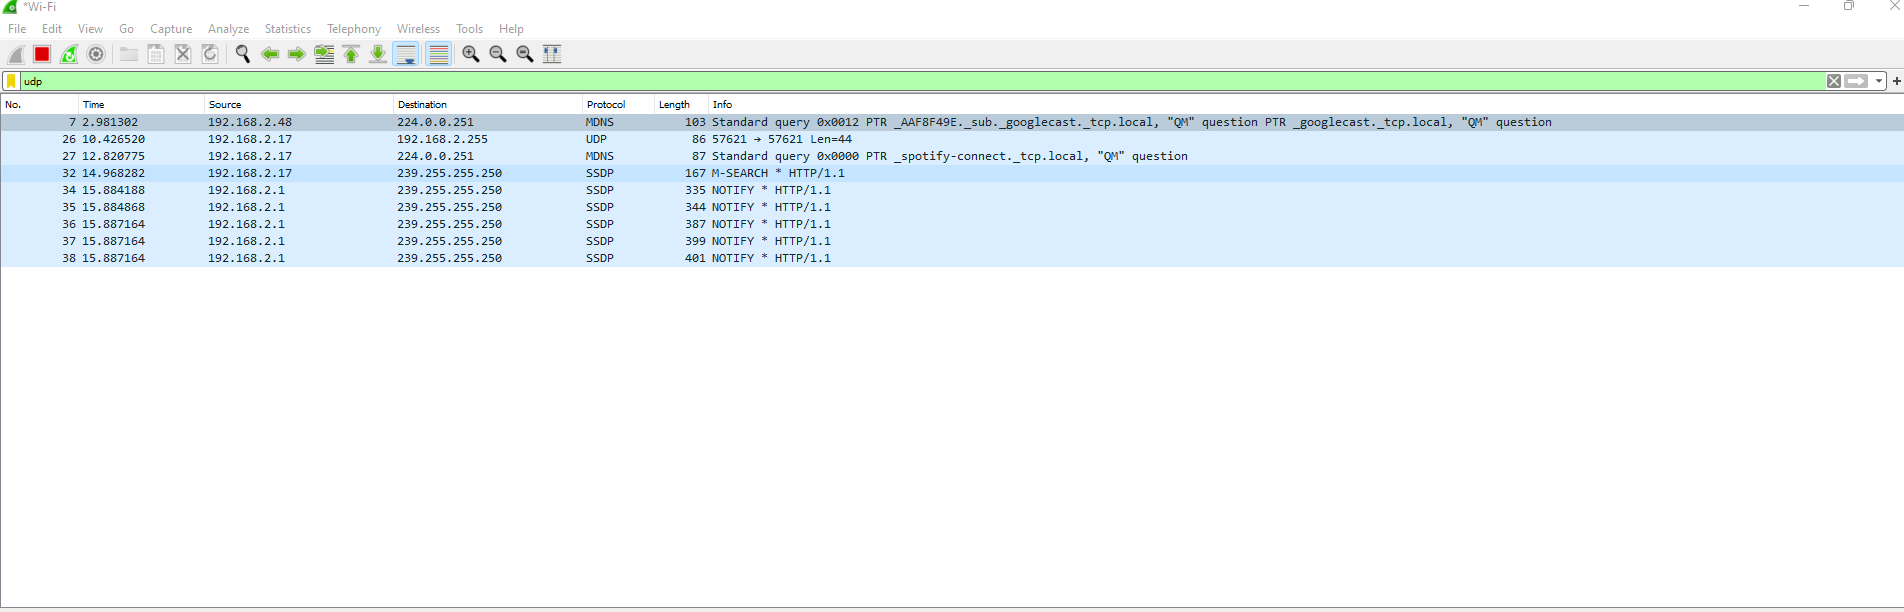 *Wi-Fi
File Edit View Go Capture Analyze Statistics Telephony Wireless Tools Help
udp
No. Time Source Destination Protocol Length Info
7 2.981302 192.168.2.48 224.0.0.251 MDNS 103 Standard query 0x0012 PTR _AAF8F49E._sub._googlecast._tcp.local, "QM" question PTR _googlecast._tcp.local, "QM" question
26 10.426520 192.168.2.17 192.168.2.255 UDP 86 57621 → 57621 Len=44
27 12.820775 192.168.2.17 224.0.0.251 MDNS 87 Standard query 0x0000 PTR _spotify-connect._tcp.local, "QM" question
32 14.968282 192.168.2.17 239.255.255.250 SSDP 167 M-SEARCH * HTTP/1.1
34 15.884188 192.168.2.1 239.255.255.250 SSDP 335 NOTIFY * HTTP/1.1
35 15.884868 192.168.2.1 239.255.255.250 SSDP 344 NOTIFY * HTTP/1.1
36 15.887164 192.168.2.1 239.255.255.250 SSDP 387 NOTIFY * HTTP/1.1
37 15.887164 192.168.2.1 239.255.255.250 SSDP 399 NOTIFY * HTTP/1.1
38 15.887164 192.168.2.1 239.255.255.250 SSDP 401 NOTIFY * HTTP/1.1